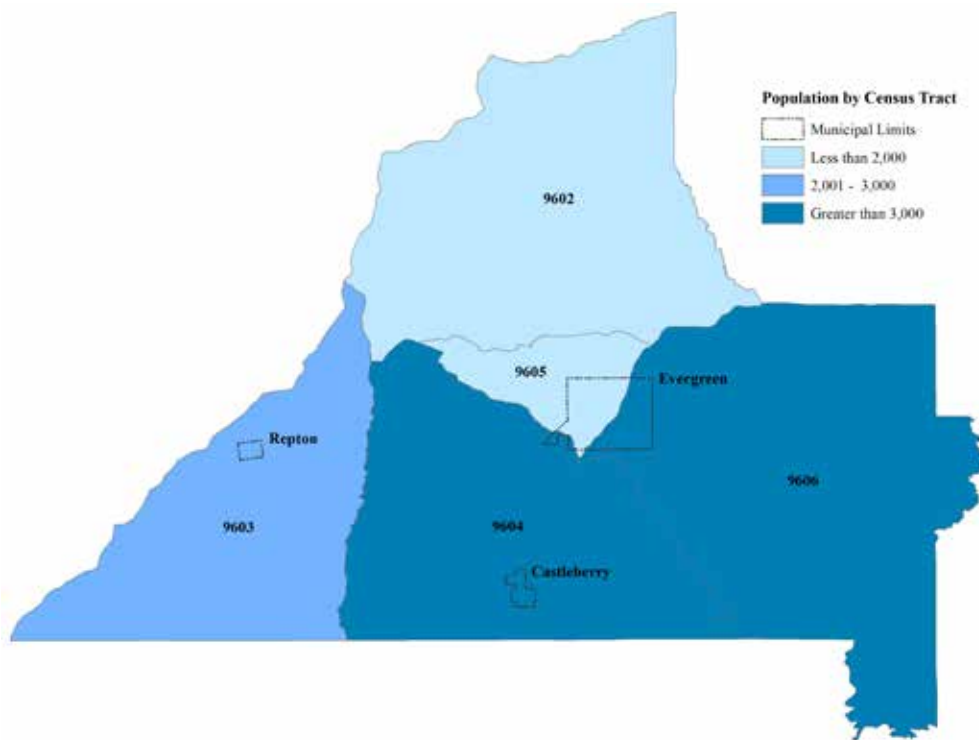 Population by Census Tract
Municipal Limits
Less than 2,000
2,001 - 3,000
Greater than 3,000
9602
9605
Evergreen
Repton
9606
9603
9604
Castleberry